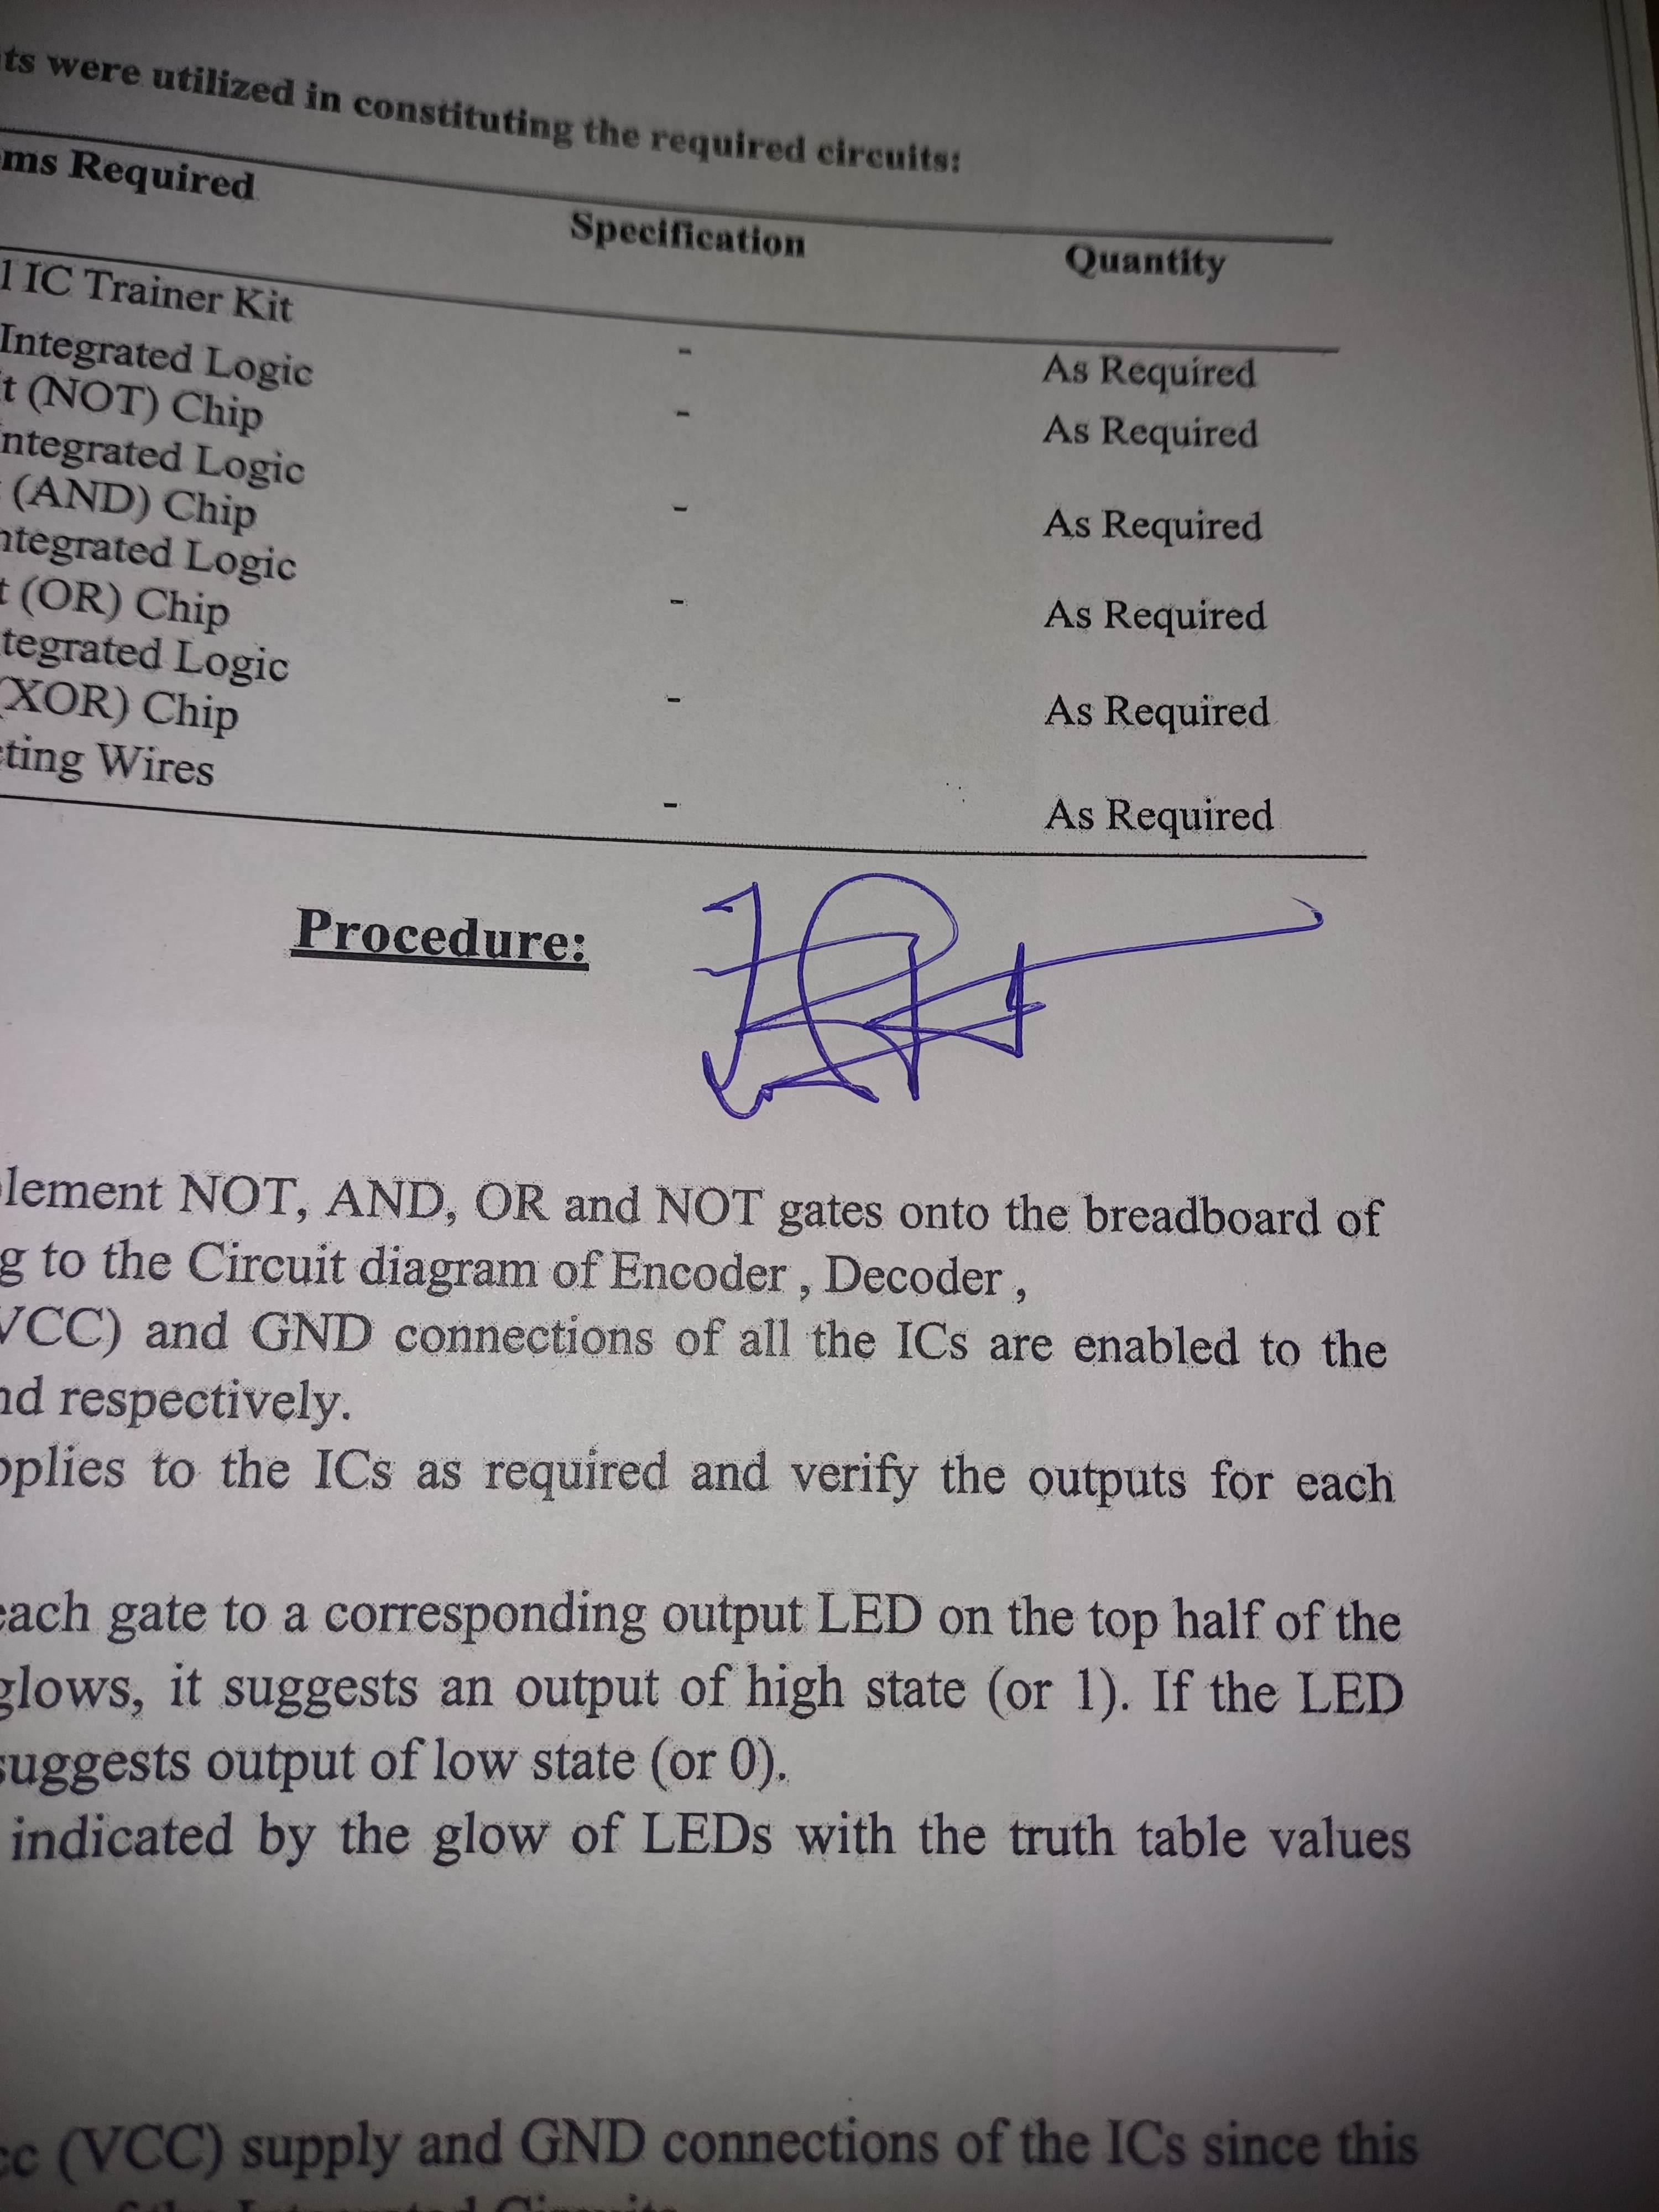 ts were utilized in constituting the required circuits:
ms Required Specification Quantity
l IC Trainer Kit - As Required
Integrated Logic - As Required
t (NOT) Chip
ntegrated Logic - As Required
(AND) Chip
ntegrated Logic - As Required
t (OR) Chip
tegrated Logic - As Required
(XOR) Chip
cting Wires - As Required
Procedure:
lement NOT, AND, OR and NOT gates onto the breadboard of
g to the Circuit diagram of Encoder , Decoder ,
VCC) and GND connections of all the ICs are enabled to the
nd respectively.
pplies to the ICs as required and verify the outputs for each
each gate to a corresponding output LED on the top half of the
glows, it suggests an output of high state (or 1). If the LED
suggests output of low state (or 0).
indicated by the glow of LEDs with the truth table values
cc (VCC) supply and GND connections of the ICs since this